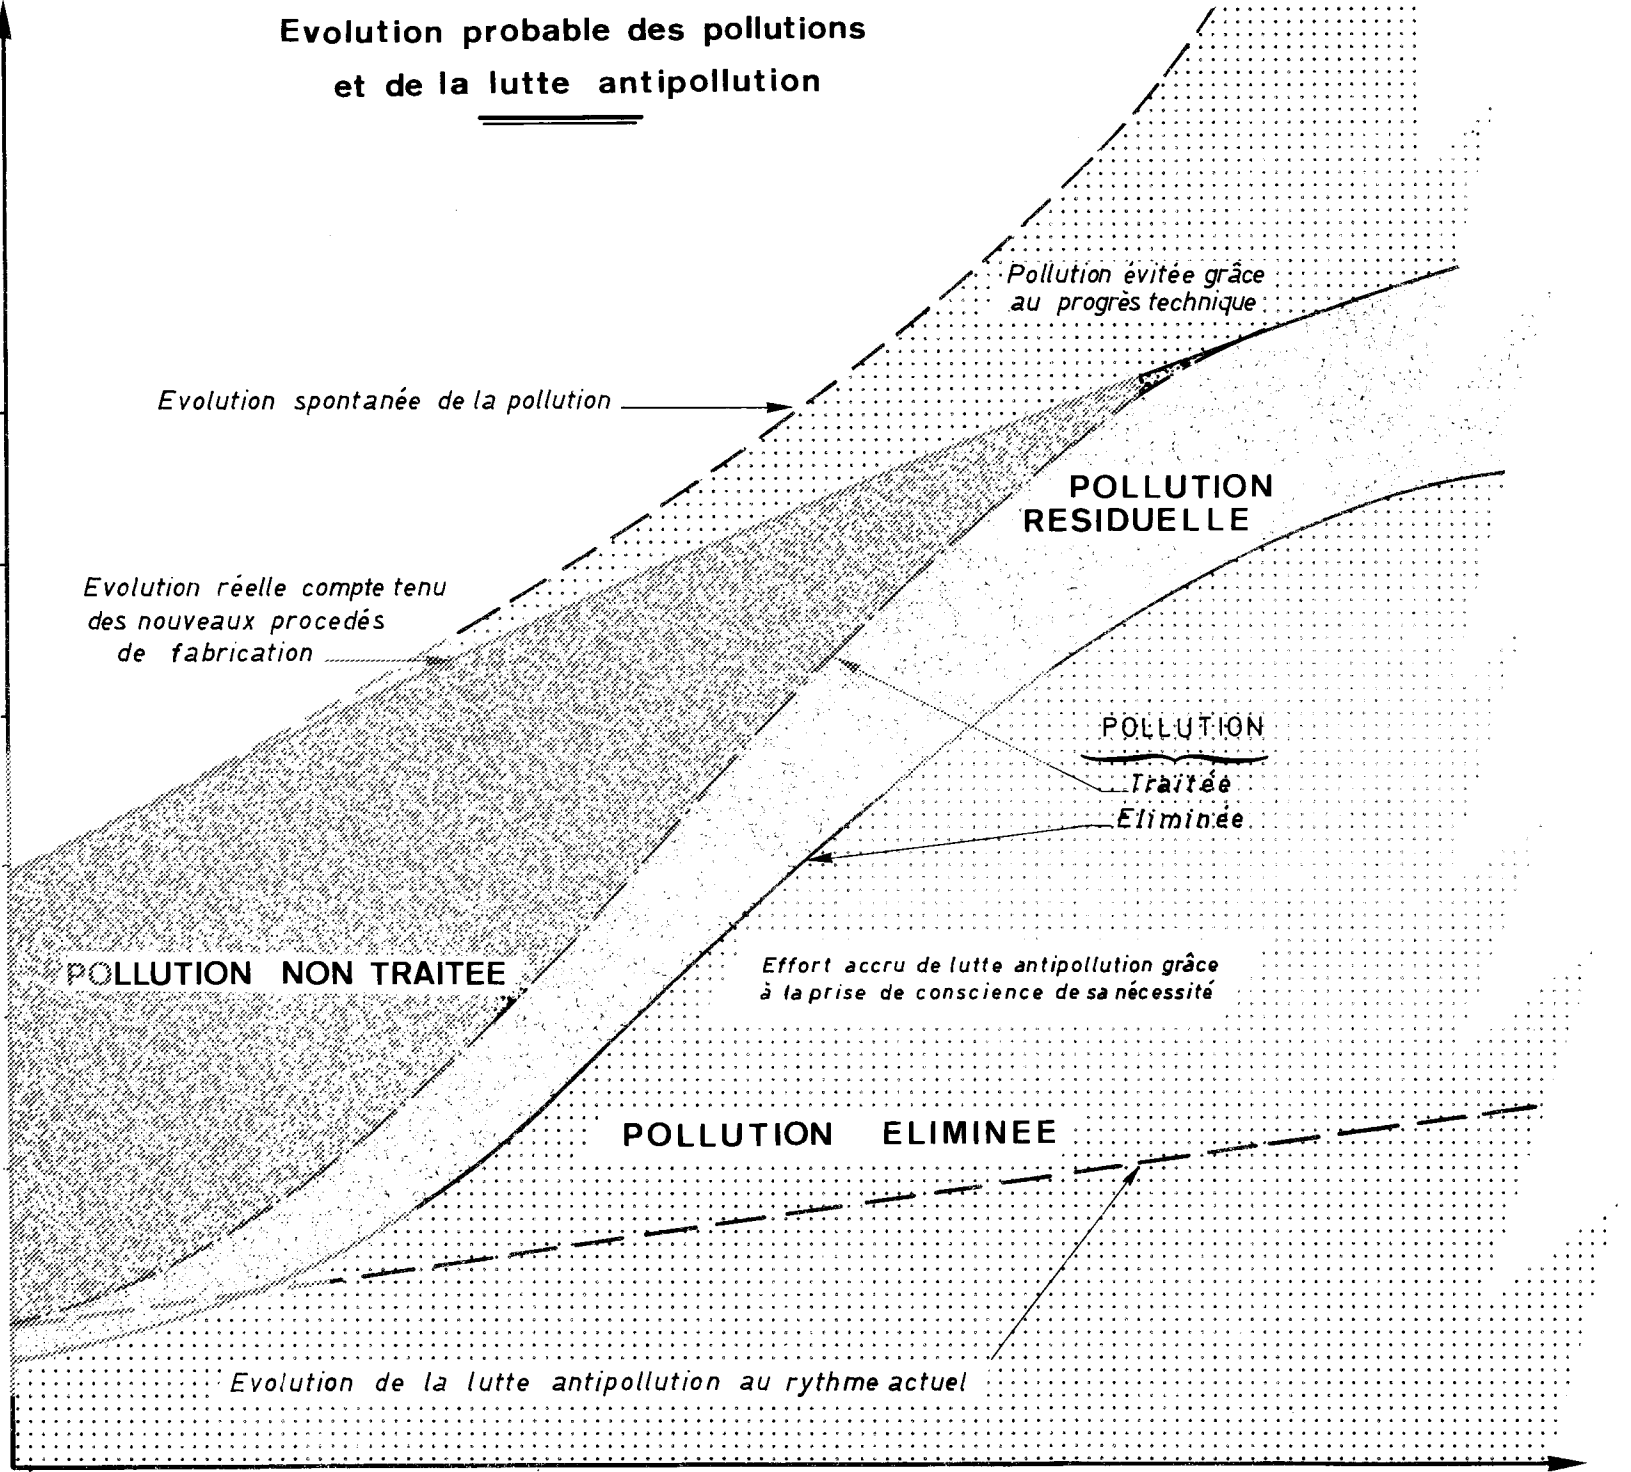 Evolution probable des pollutions
et de la lutte antipollution
Pollution évitée grâce
au progrès technique
Evolution spontanée de la pollution
POLLUTION
RESIDUELLE
Evolution réelle compte tenu
des nouveaux procedés
de fabrication
POLLUTION
Traitée
Eliminée
POLLUTION NON TRAITEE
Effort accru de lutte antipollution grâce
à la prise de conscience de sa nécessité
POLLUTION ELIMINEE
Evolution de la lutte antipollution au rythme actuel